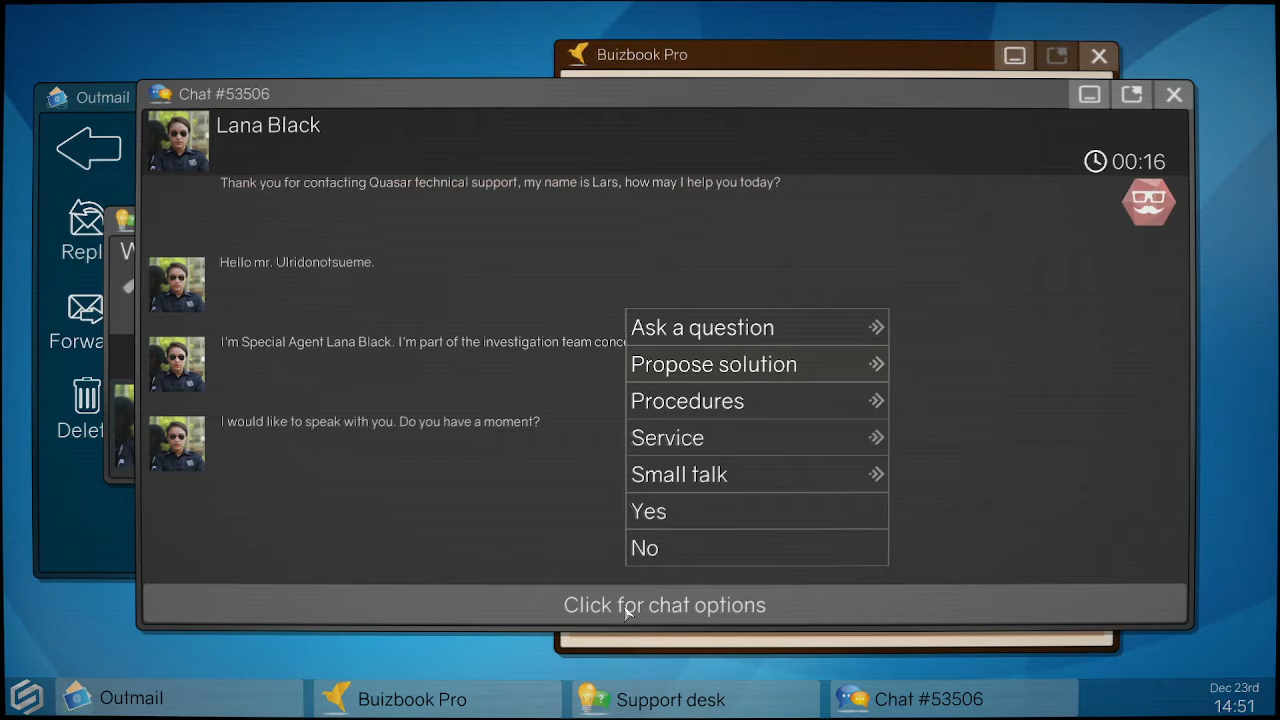 Buizbook Pro
Outmail
Chat #53506
Lana Black
00:16
Thank you for contacting Quasar technical support, my name is Lars, how may I help you today?
Repl
W
Hello mr. Ulridonotsueme.
Forwa
I'm Special Agent Lana Black. I'm part of the investigation team conce
Delet
I would like to speak with you. Do you have a moment?
Ask a question
Propose solution
Procedures
Service
Small talk
Yes
No
Click for chat options
Outmail
Buizbook Pro
Support desk
Chat #53506
Dec 23rd
14:51